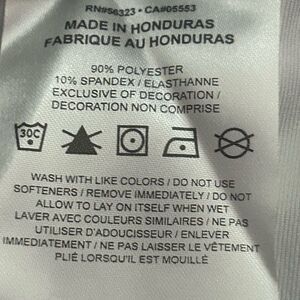 RN#56323 • CA#05553
MADE IN HONDURAS
FABRIQUE AU HONDURAS
90% POLYESTER
10% SPANDEX / ELASTHANNE
EXCLUSIVE OF DECORATION /
DECORATION NON COMPRISE
30C
WASH WITH LIKE COLORS / DO NOT USE
SOFTENERS / REMOVE IMMEDIATELY / DO NOT
ALLOW TO LAY ON ITSELF WHEN WET
LAVER AVEC COULEURS SIMILAIRES / NE PAS
UTILISER D'ADOUCISSEUR / ENLEVER
IMMEDIATEMENT / NE PAS LAISSER LE VÊTEMENT
PLIÉ LORSQU'IL EST MOUILLÉ